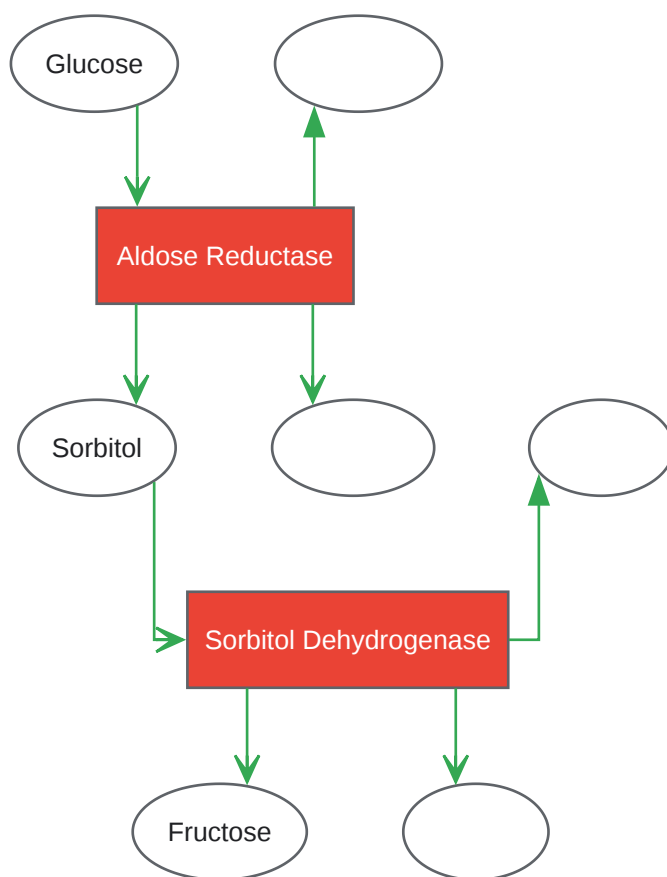 Glucose
Aldose Reductase
Sorbitol
Sorbitol Dehydrogenase
Fructose